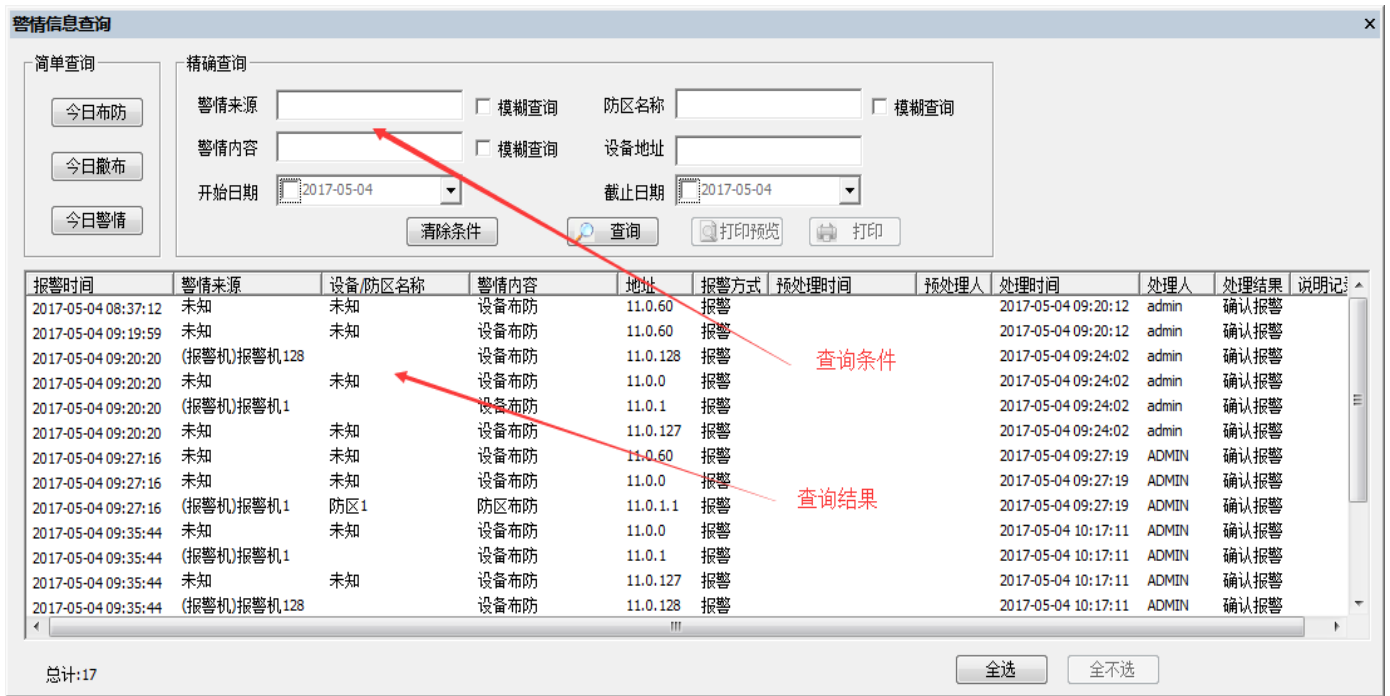 警情信息查询
简单查询 精确查询
今日布防 警情来源 模糊查询 防区名称 模糊查询
今日撤布 警情内容 模糊查询 设备地址
今日警情 开始日期 2017-05-04 截止日期 2017-05-04
清除条件 查询 打印预览 打印
报警时间 警情来源 设备/防区名称 警情内容 地址 报警方式 预处理时间 预处理人 处理时间 处理人 处理结果 说明记
2017-05-04 08:37:12 未知 未知 设备布防 11.0.60 报警 2017-05-04 09:20:12 admin 确认报警
2017-05-04 09:19:59 未知 未知 设备布防 11.0.60 报警 2017-05-04 09:20:12 admin 确认报警
2017-05-04 09:20:20 (报警机)报警机128 设备布防 11.0.128 报警 2017-05-04 09:24:02 admin 确认报警
查询条件
2017-05-04 09:20:20 未知 未知 设备布防 11.0.0 报警 2017-05-04 09:24:02 admin 确认报警
2017-05-04 09:20:20 (报警机)报警机1 设备布防 11.0.1 报警 2017-05-04 09:24:02 admin 确认报警
2017-05-04 09:20:20 未知 未知 设备布防 11.0.127 报警 2017-05-04 09:24:02 admin 确认报警
2017-05-04 09:27:16 未知 未知 设备布防 11.0.60 报警 2017-05-04 09:27:19 ADMIN 确认报警
2017-05-04 09:27:16 未知 未知 设备布防 11.0.0 报警 2017-05-04 09:27:19 ADMIN 确认报警
2017-05-04 09:27:16 (报警机)报警机1 防区1 防区布防 11.0.1.1 报警 2017-05-04 09:27:19 ADMIN 确认报警
查询结果
2017-05-04 09:35:44 未知 未知 设备布防 11.0.0 报警 2017-05-04 10:17:11 ADMIN 确认报警
2017-05-04 09:35:44 (报警机)报警机1 设备布防 11.0.1 报警 2017-05-04 10:17:11 ADMIN 确认报警
2017-05-04 09:35:44 未知 未知 设备布防 11.0.127 报警 2017-05-04 10:17:11 ADMIN 确认报警
2017-05-04 09:35:44 (报警机)报警机128 设备布防 11.0.128 报警 2017-05-04 10:17:11 ADMIN 确认报警
总计:17 全选 全不选